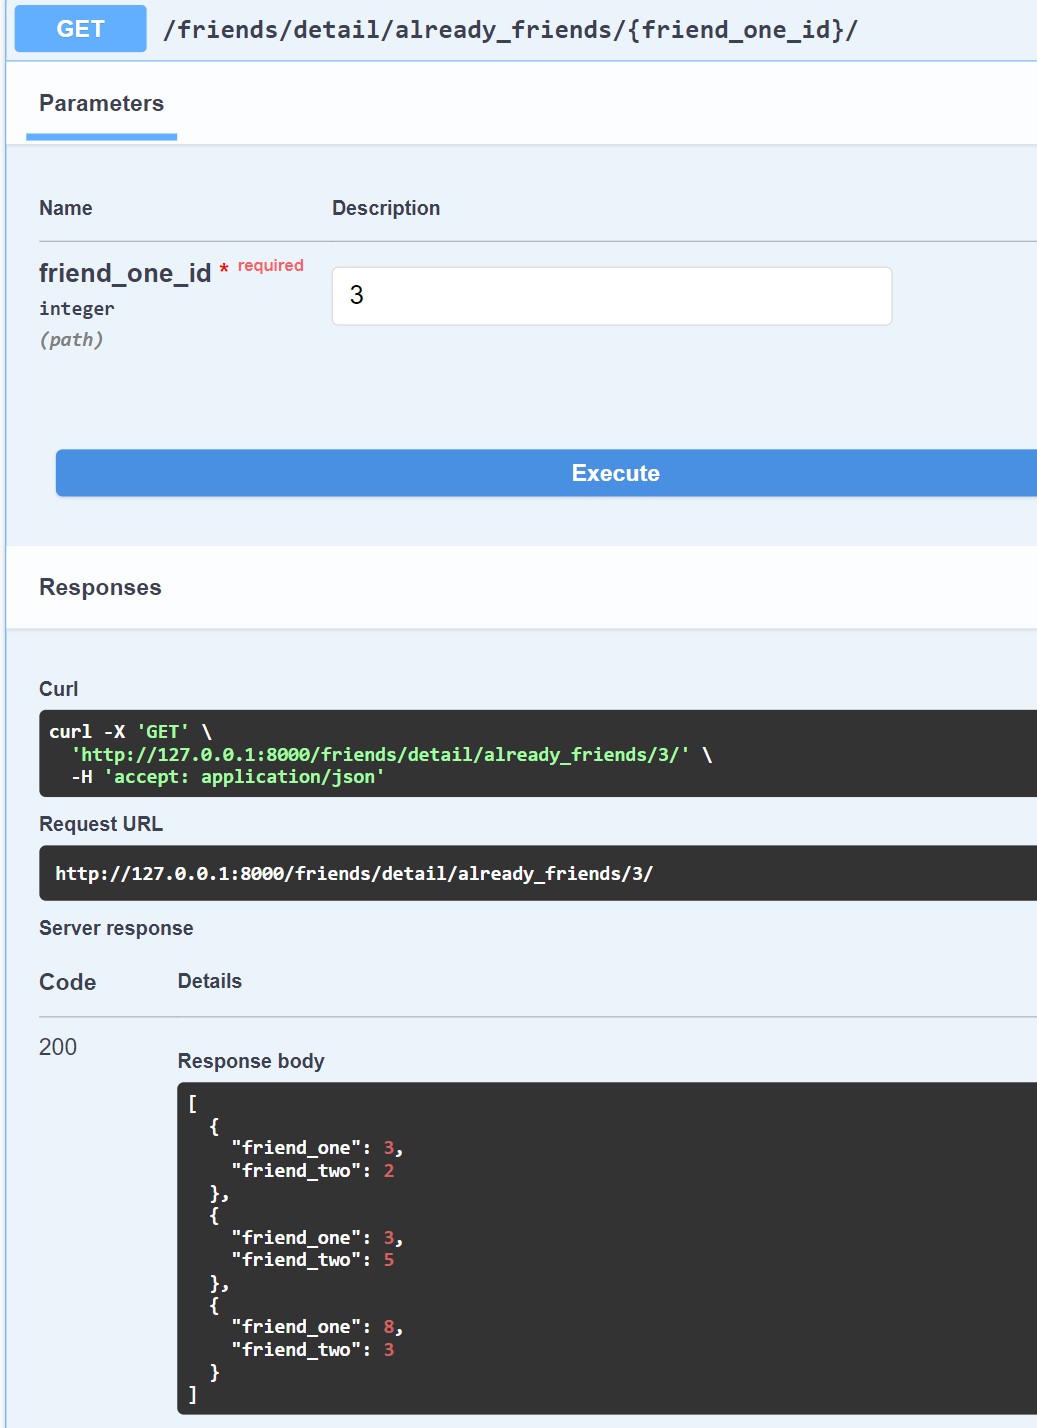 GET /friends/detail/already_friends/{friend_one_id}/
Parameters
Name Description
friend_one_id * required
integer
(path)
3
Execute
Responses
Curl
curl -X 'GET' \
  'http://127.0.0.1:8000/friends/detail/already_friends/3/' \
  -H 'accept: application/json'
Request URL
http://127.0.0.1:8000/friends/detail/already_friends/3/
Server response
Code Details
200
Response body
[
  {
    "friend_one": 3,
    "friend_two": 2
  },
  {
    "friend_one": 3,
    "friend_two": 5
  },
  {
    "friend_one": 8,
    "friend_two": 3
  }
]